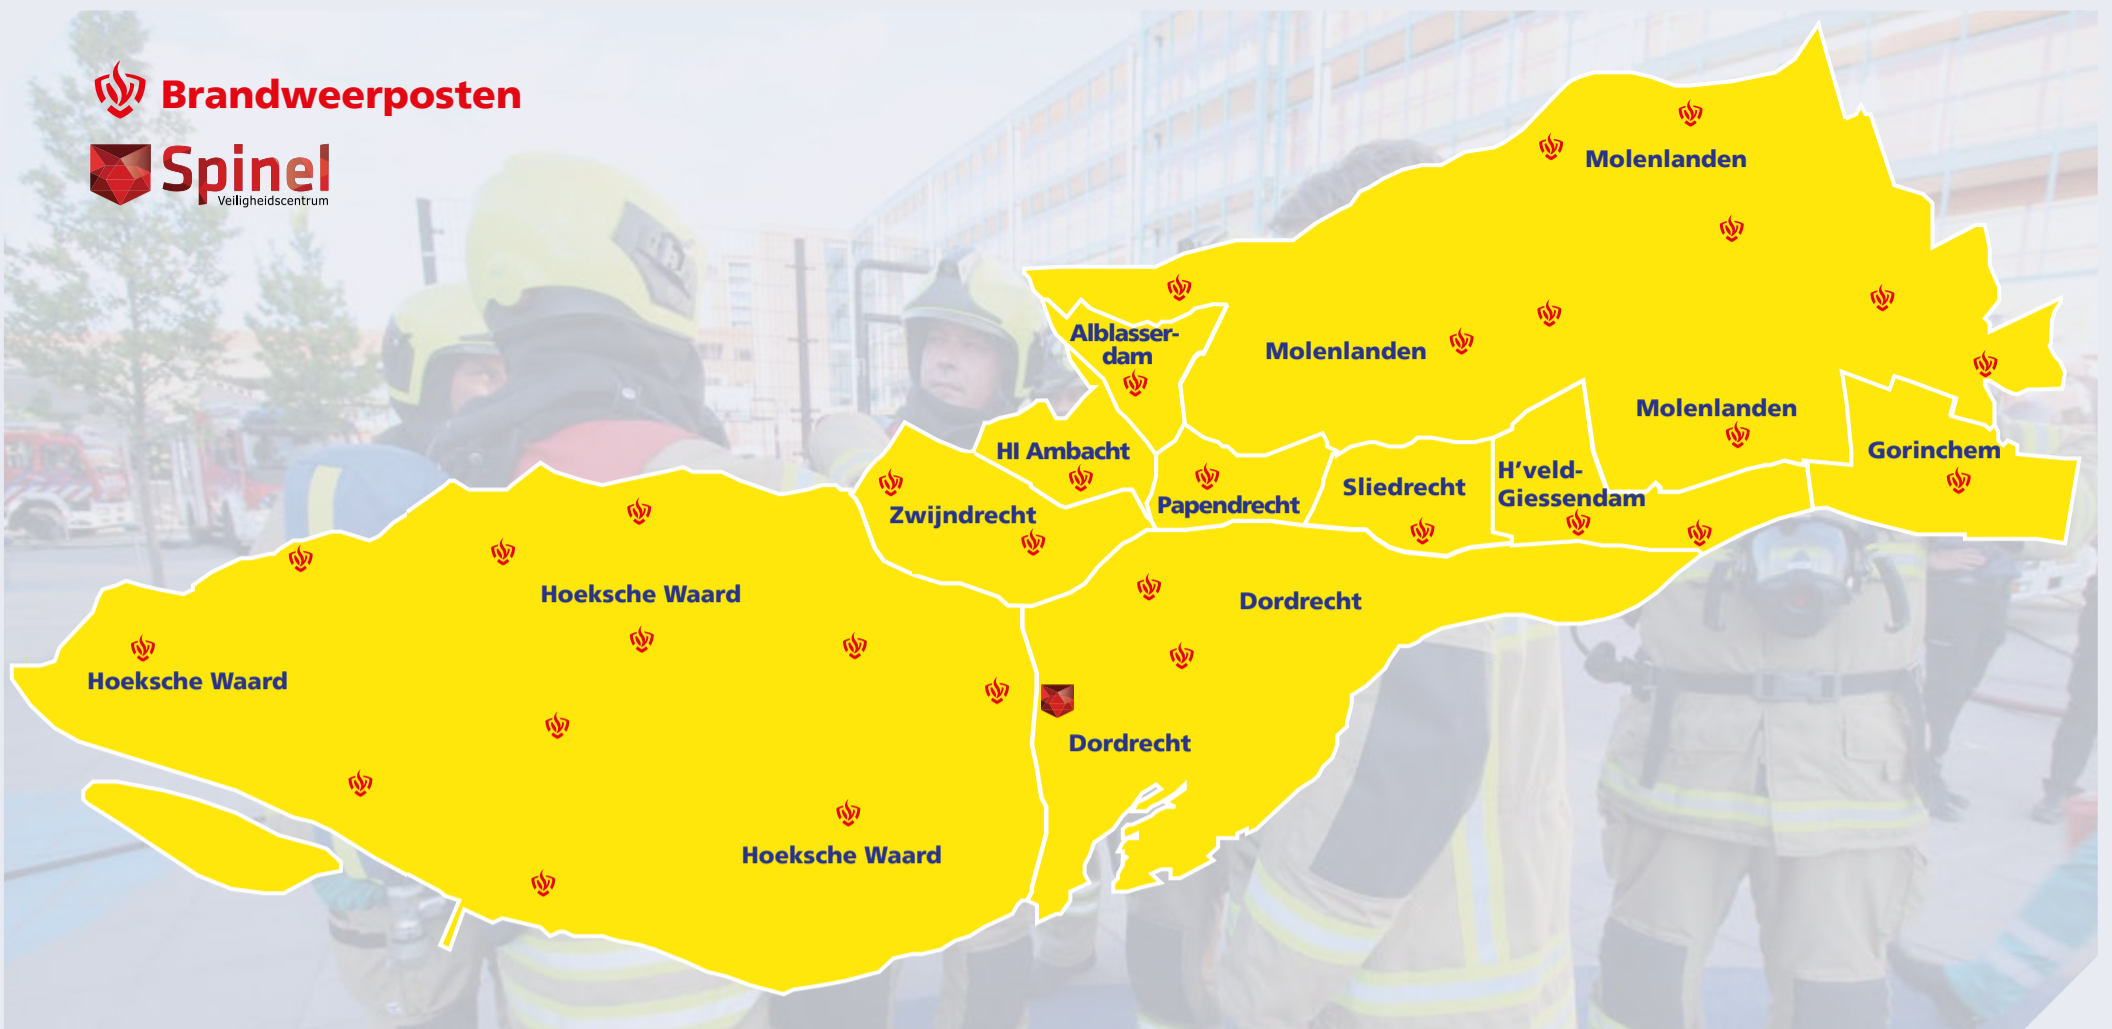 Brandweerposten
Spinel
Veiligheidscentrum
Molenlanden
Alblasser-
dam
Molenlanden
Molenlanden
HI Ambacht
Gorinchem
H'veld-
Giessendam
Sliedrecht
Papendrecht
Zwijndrecht
Hoeksche Waard
Dordrecht
Hoeksche Waard
Dordrecht
Hoeksche Waard